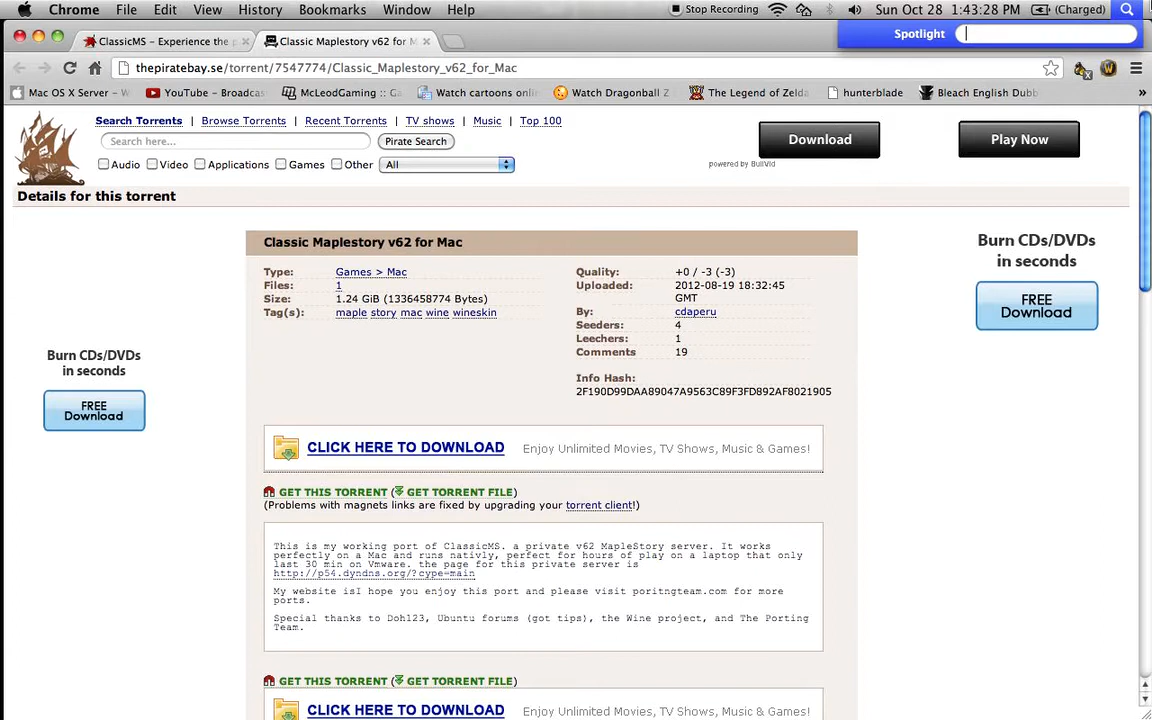 Chrome File Edit View History Bookmarks Window Help Stop Recording Sun Oct 28 1:43:28 PM (Charged)
Spotlight
ClassicMS – Experience the p Classic Maplestory v62 for M
thepiratebay.se/torrent/7547774/Classic_Maplestory_v62_for_Mac
Mac OS X Server – W YouTube – Broadcas McLeodGaming :: Ga Watch cartoons onli Watch Dragonball Z The Legend of Zelda hunterblade Bleach English Dubb »
Search Torrents | Browse Torrents | Recent Torrents | TV shows | Music | Top 100
Search here... Pirate Search
Audio Video Applications Games Other All
Download Play Now
powered by BullVid
Details for this torrent
Classic Maplestory v62 for Mac
Type: Games > Mac
Files: 1
Size: 1.24 GiB (1336458774 Bytes)
Tag(s): maple story mac wine wineskin
Quality: +0 / -3 (-3)
Uploaded: 2012-08-19 18:32:45
GMT
By: cdaperu
Seeders: 4
Leechers: 1
Comments 19
Info Hash:
2F190D99DAA89047A9563C89F3FD892AF8021905
Burn CDs/DVDs
in seconds
FREE
Download
Burn CDs/DVDs
in seconds
FREE
Download
CLICK HERE TO DOWNLOAD Enjoy Unlimited Movies, TV Shows, Music & Games!
GET THIS TORRENT ( GET TORRENT FILE)
(Problems with magnets links are fixed by upgrading your torrent client!)
This is my working port of ClassicMS. a private v62 MapleStory server. It works
perfectly on a Mac and runs nativly, perfect for hours of play on a laptop that only
last 30 min on Vmware. the page for this private server is
http://p54.dyndns.org/?cype=main
My website isI hope you enjoy this port and please visit poritngteam.com for more
ports.
Special thanks to Doh123, Ubuntu forums (got tips), the Wine project, and The Porting
Team.
GET THIS TORRENT ( GET TORRENT FILE)
CLICK HERE TO DOWNLOAD Enjoy Unlimited Movies, TV Shows, Music & Games!